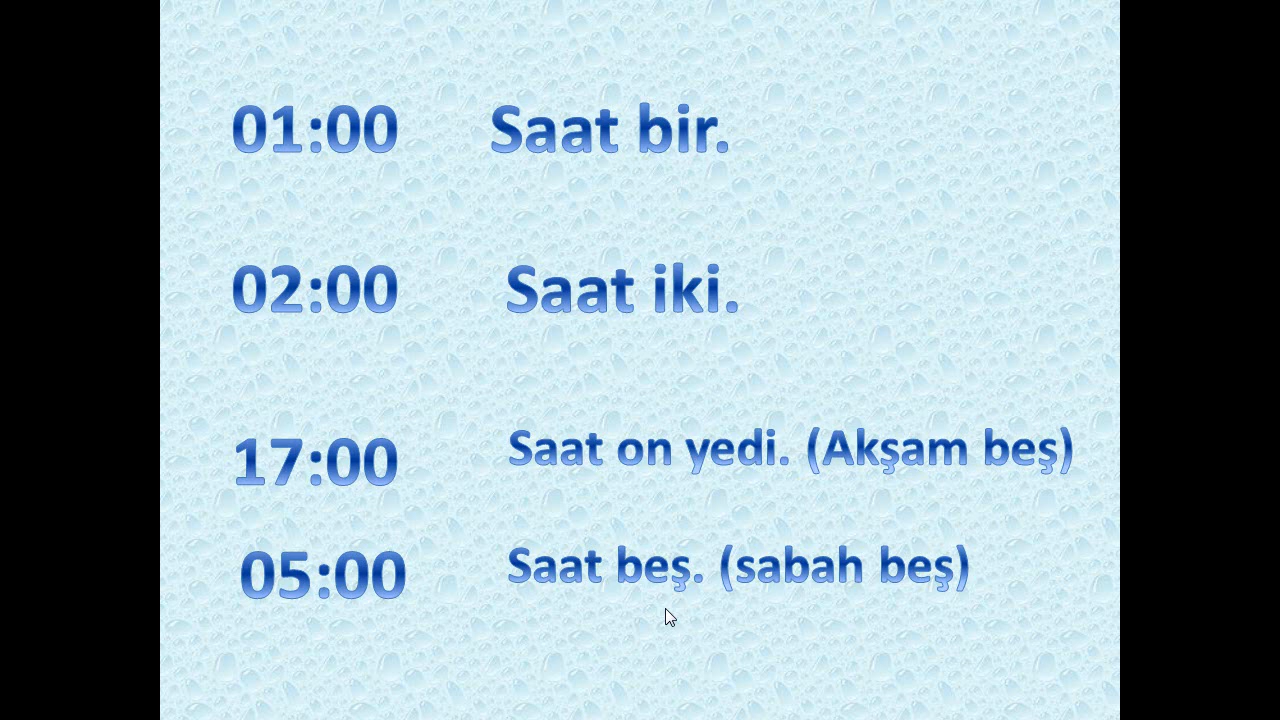 01:00 Saat bir.
02:00 Saat iki.
17:00 Saat on yedi. (Akşam beş)
05:00 Saat beş. (sabah beş)